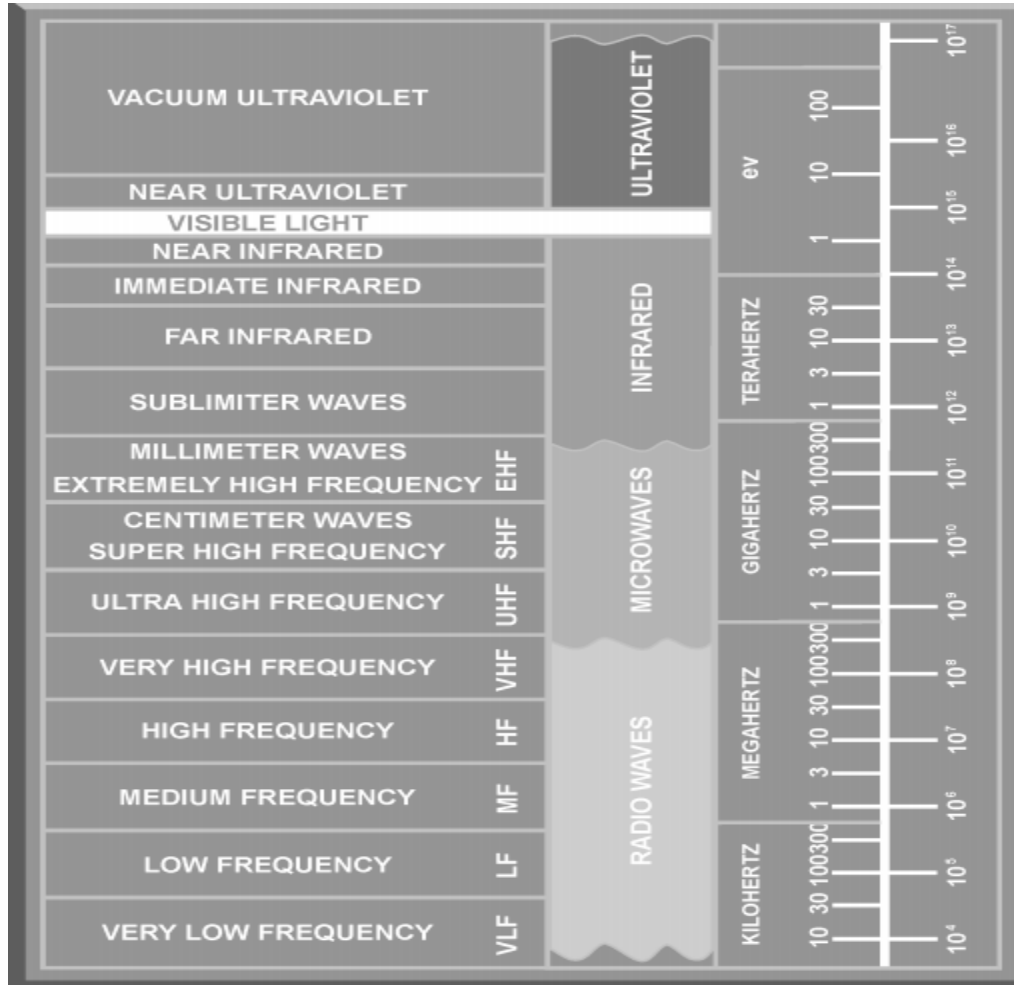 VACUUM ULTRAVIOLET
NEAR ULTRAVIOLET
VISIBLE LIGHT
NEAR INFRARED
IMMEDIATE INFRARED
FAR INFRARED
SUBLIMITER WAVES
MILLIMETER WAVES
EXTREMELY HIGH FREQUENCY
EHF
CENTIMETER WAVES
SUPER HIGH FREQUENCY
SHF
ULTRA HIGH FREQUENCY
UHF
VERY HIGH FREQUENCY
VHF
HIGH FREQUENCY
HF
MEDIUM FREQUENCY
MF
LOW FREQUENCY
LF
VERY LOW FREQUENCY
VLF
ULTRAVIOLET
INFRARED
MICROWAVES
RADIO WAVES
ev
100
10
1
TERAHERTZ
30
10
3
1
GIGAHERTZ
300
100
30
10
3
1
MEGAHERTZ
300
100
30
10
3
1
KILOHERTZ
300
100
30
10
10¹⁷
10¹⁶
10¹⁵
10¹⁴
10¹³
10¹²
10¹¹
10¹⁰
10⁹
10⁸
10⁷
10⁶
10⁵
10⁴